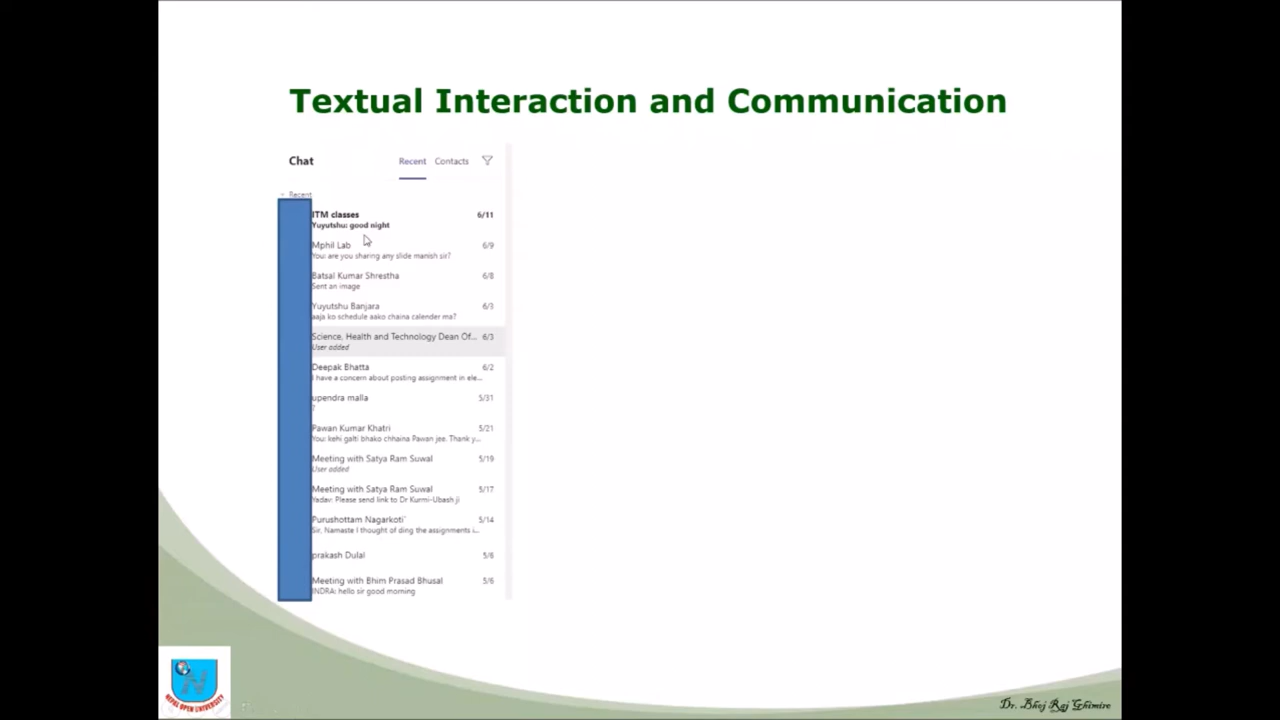 Textual Interaction and Communication
Chat Recent Contacts
Recent
ITM classes 6/11
Yuyutshu: good night
Mphil Lab 6/9
You: are you sharing any slide manish sir?
Batsal Kumar Shrestha 6/8
Sent an image
Yuyutshu Banjara 6/3
aaja ko schedule aako chaina calender ma?
Science, Health and Technology Dean Of... 6/3
User added
Deepak Bhatta 6/2
I have a concern about posting assignment in ele...
upendra malla 5/31
?
Pawan Kumar Khatri 5/21
You: kehi galti bhako chhaina Pawan jee. Thank y...
Meeting with Satya Ram Suwal 5/19
User added
Meeting with Satya Ram Suwal 5/17
Yadav: Please send link to Dr Kurmi-Ubash ji
Purushottam Nagarkoti` 5/14
Sir, Namaste I thought of ding the assignments i...
prakash Dulal 5/6
Meeting with Bhim Prasad Bhusal 5/6
INDRA: hello sir good morning
NEPAL OPEN UNIVERSITY
Dr. Bhoj Raj Ghimire